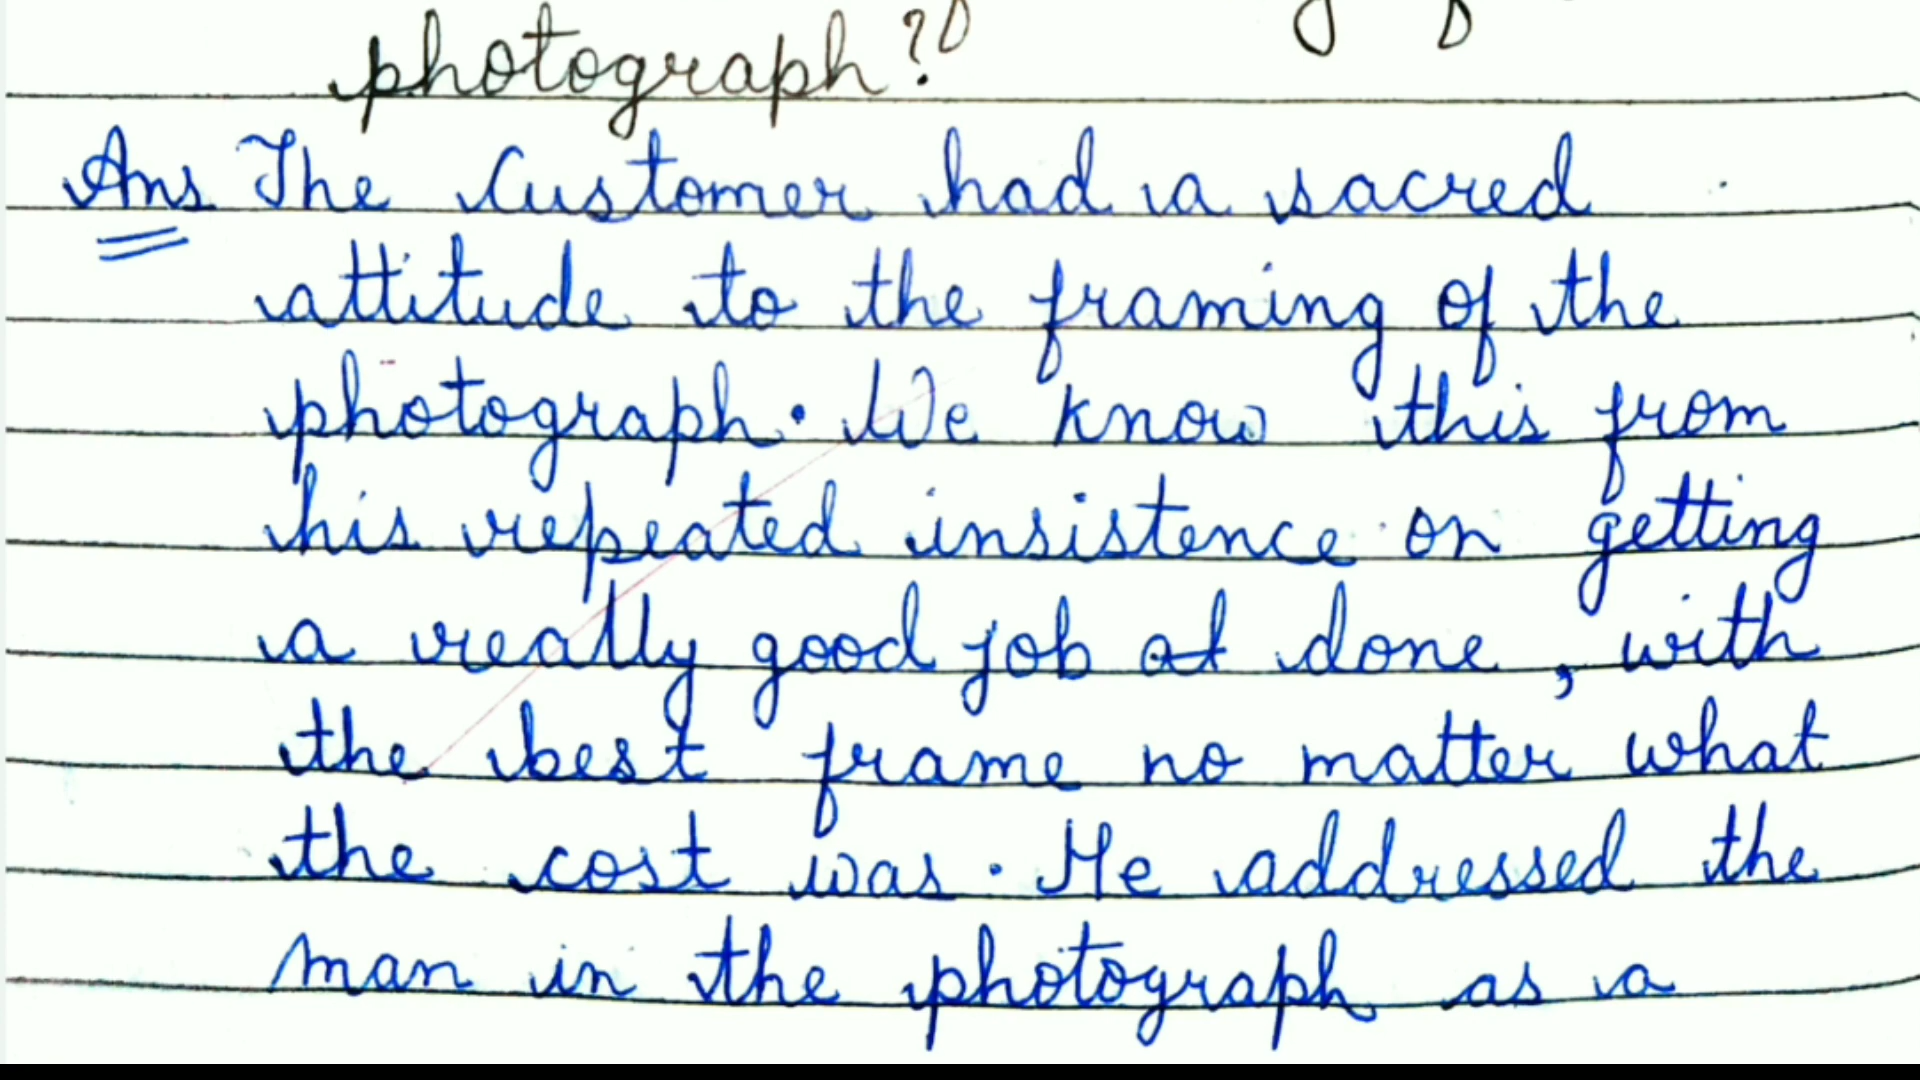 photograph?
Ans The Customer had a sacred
attitude to the framing of the
photograph. We know this from
his repeated insistence on getting
a really good job of done, with
the best frame no matter what
the cost was. He addressed the
man in the photograph as a